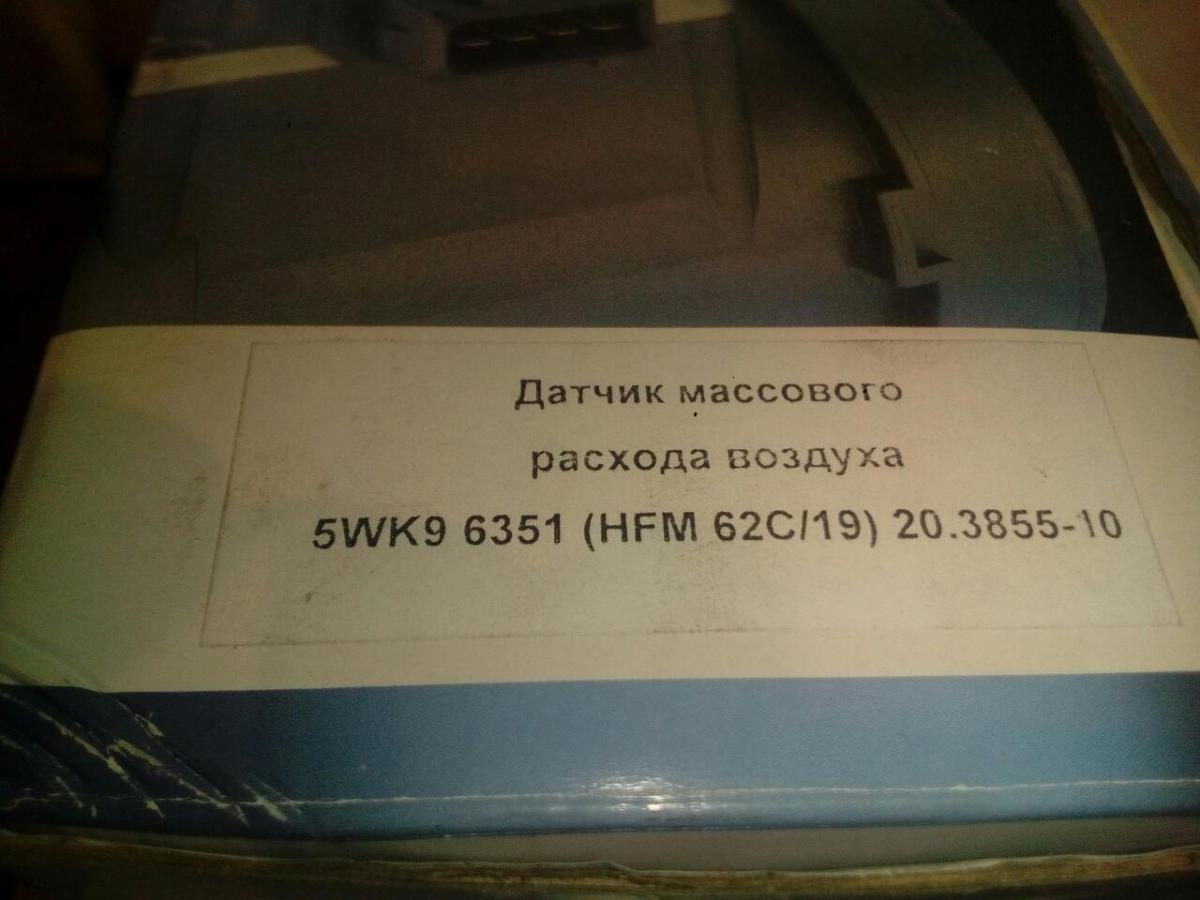 Датчик массового
расхода воздуха
5WK9 6351 (HFM 62C/19) 20.3855-10